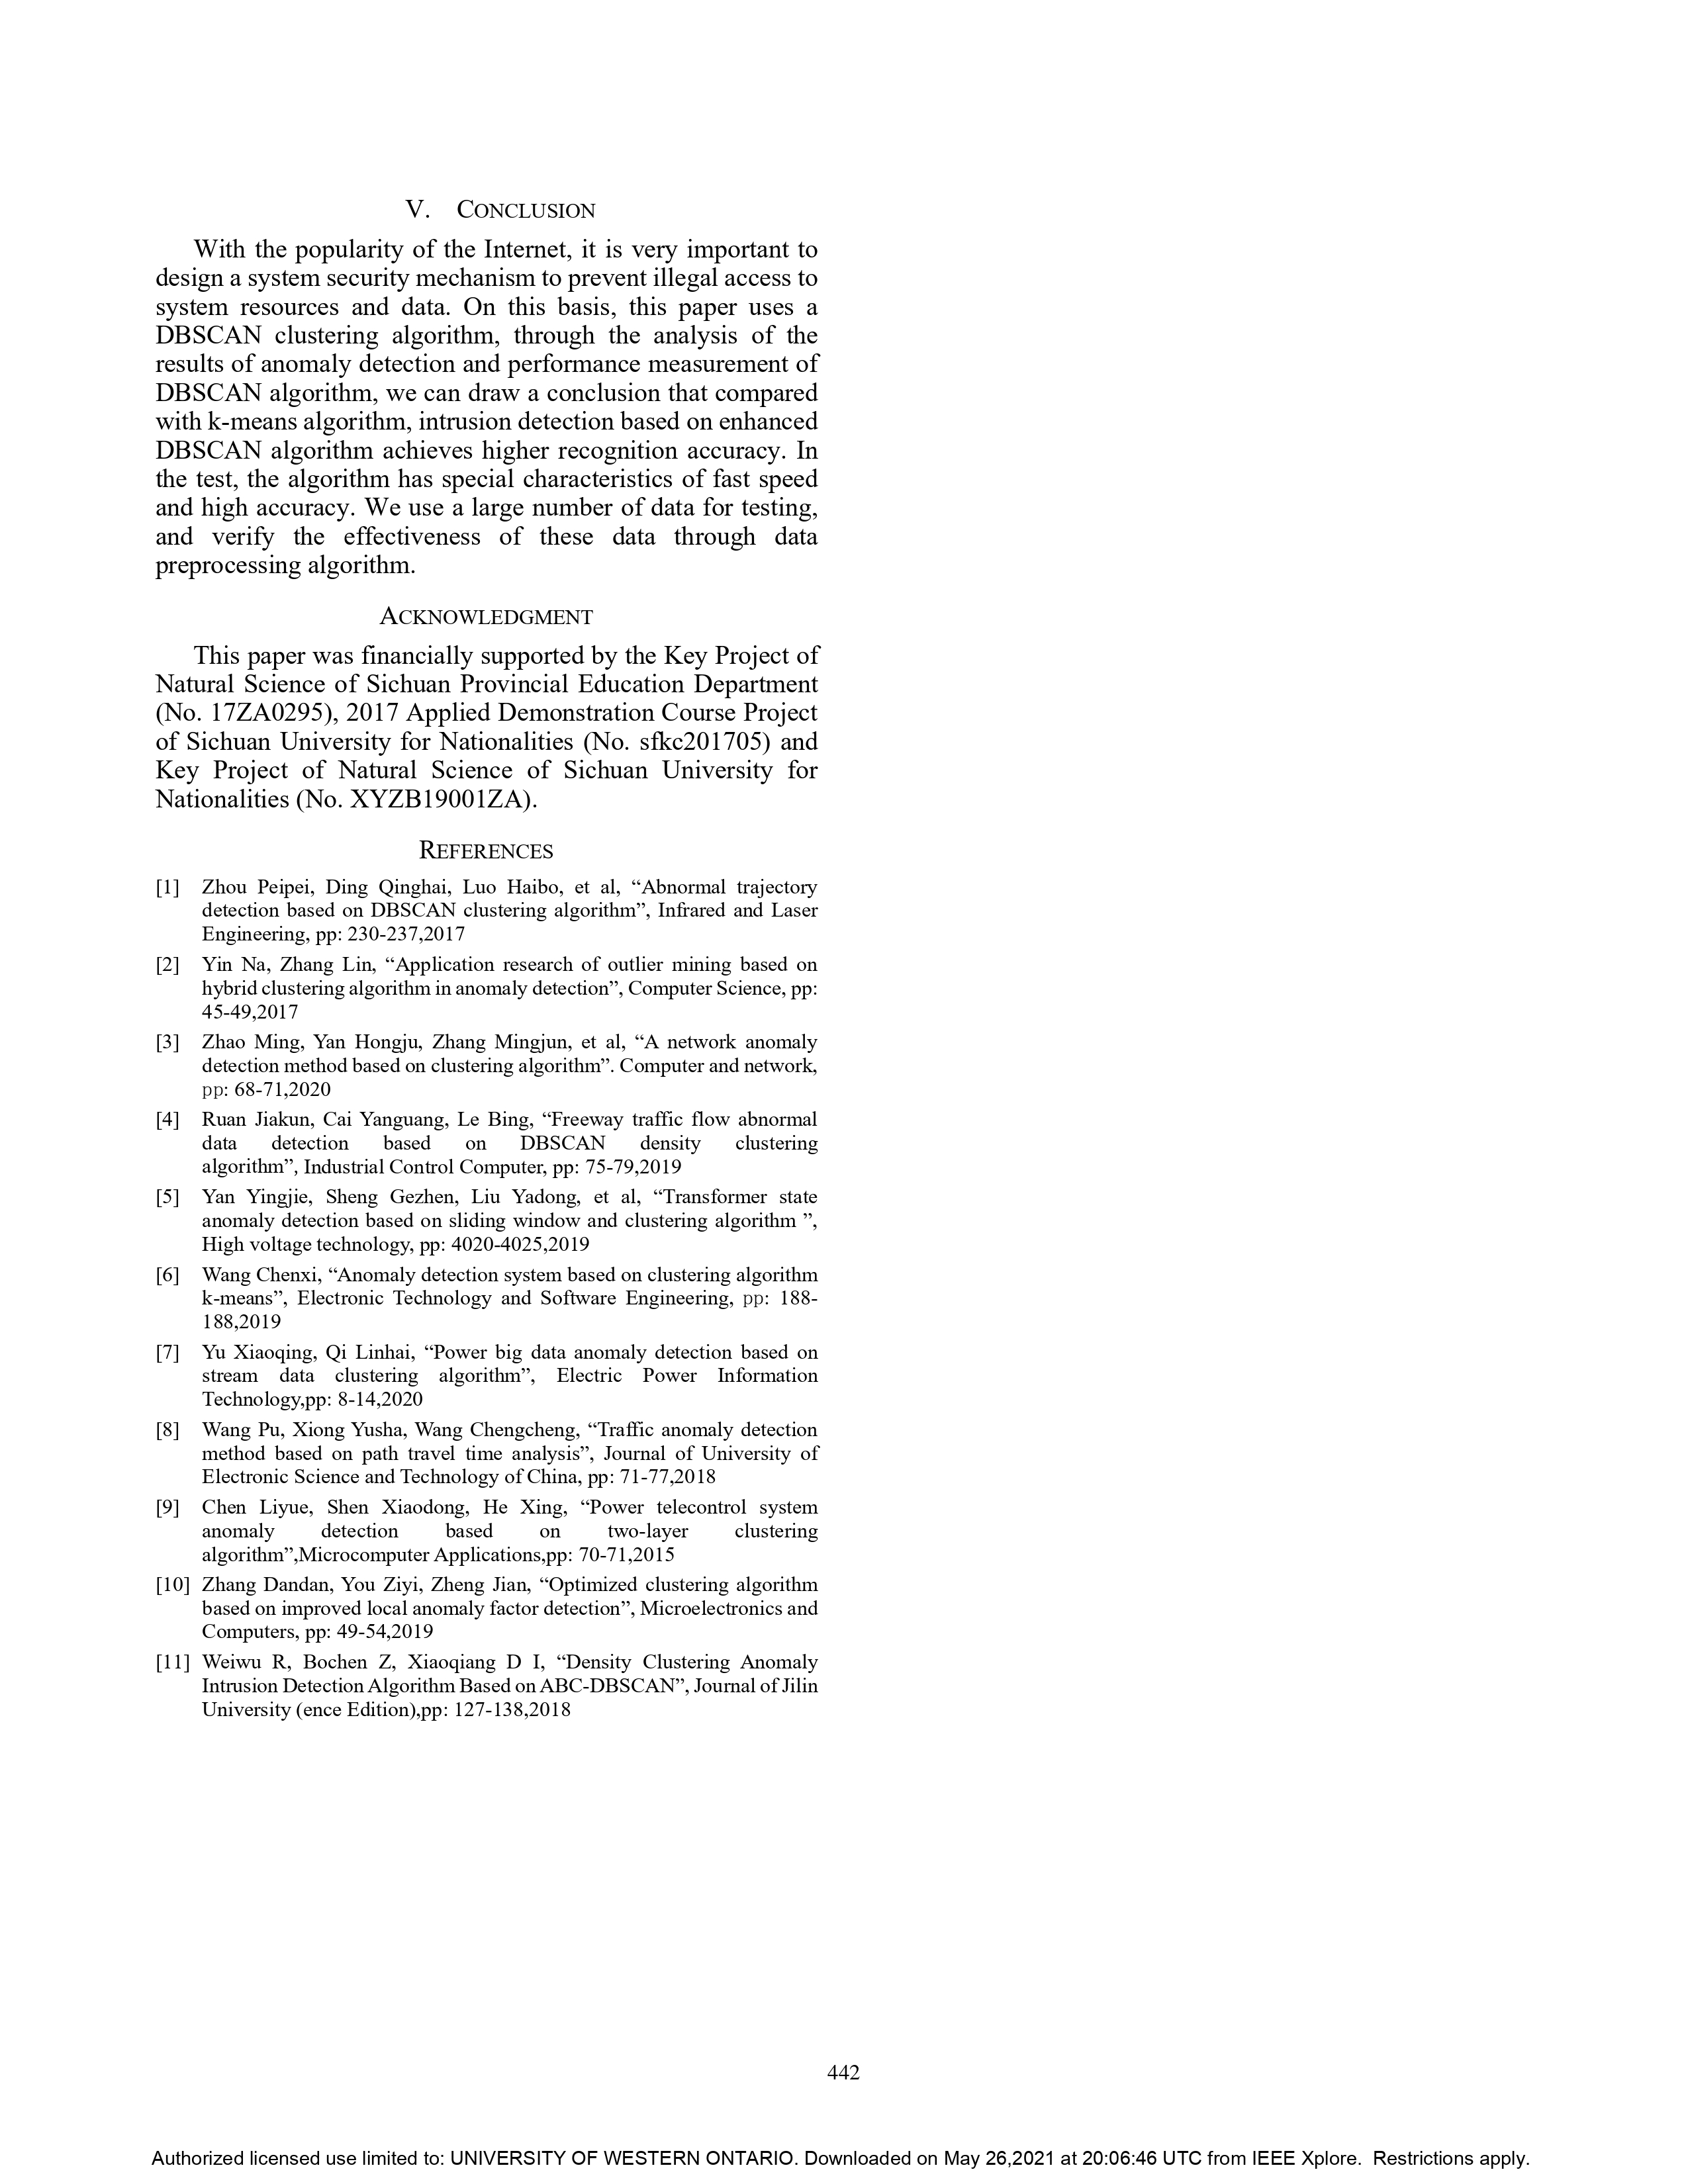 V. CONCLUSION
With the popularity of the Internet, it is very important to
design a system security mechanism to prevent illegal access to
system resources and data. On this basis, this paper uses a
DBSCAN clustering algorithm, through the analysis of the
results of anomaly detection and performance measurement of
DBSCAN algorithm, we can draw a conclusion that compared
with k-means algorithm, intrusion detection based on enhanced
DBSCAN algorithm achieves higher recognition accuracy. In
the test, the algorithm has special characteristics of fast speed
and high accuracy. We use a large number of data for testing,
and verify the effectiveness of these data through data
preprocessing algorithm.
ACKNOWLEDGMENT
This paper was financially supported by the Key Project of
Natural Science of Sichuan Provincial Education Department
(No. 17ZA0295), 2017 Applied Demonstration Course Project
of Sichuan University for Nationalities (No. sfkc201705) and
Key Project of Natural Science of Sichuan University for
Nationalities (No. XYZB19001ZA).
REFERENCES
[1] Zhou Peipei, Ding Qinghai, Luo Haibo, et al, “Abnormal trajectory
detection based on DBSCAN clustering algorithm”, Infrared and Laser
Engineering, pp: 230-237,2017
[2] Yin Na, Zhang Lin, “Application research of outlier mining based on
hybrid clustering algorithm in anomaly detection”, Computer Science, pp:
45-49,2017
[3] Zhao Ming, Yan Hongju, Zhang Mingjun, et al, “A network anomaly
detection method based on clustering algorithm”. Computer and network,
pp: 68-71,2020
[4] Ruan Jiakun, Cai Yanguang, Le Bing, “Freeway traffic flow abnormal
data detection based on DBSCAN density clustering
algorithm”, Industrial Control Computer, pp: 75-79,2019
[5] Yan Yingjie, Sheng Gezhen, Liu Yadong, et al, “Transformer state
anomaly detection based on sliding window and clustering algorithm ”,
High voltage technology, pp: 4020-4025,2019
[6] Wang Chenxi, “Anomaly detection system based on clustering algorithm
k-means”, Electronic Technology and Software Engineering, pp: 188-
188,2019
[7] Yu Xiaoqing, Qi Linhai, “Power big data anomaly detection based on
stream data clustering algorithm”, Electric Power Information
Technology,pp: 8-14,2020
[8] Wang Pu, Xiong Yusha, Wang Chengcheng, “Traffic anomaly detection
method based on path travel time analysis”, Journal of University of
Electronic Science and Technology of China, pp: 71-77,2018
[9] Chen Liyue, Shen Xiaodong, He Xing, “Power telecontrol system
anomaly detection based on two-layer clustering
algorithm”,Microcomputer Applications,pp: 70-71,2015
[10] Zhang Dandan, You Ziyi, Zheng Jian, “Optimized clustering algorithm
based on improved local anomaly factor detection”, Microelectronics and
Computers, pp: 49-54,2019
[11] Weiwu R, Bochen Z, Xiaoqiang D I, “Density Clustering Anomaly
Intrusion Detection Algorithm Based on ABC-DBSCAN”, Journal of Jilin
University (ence Edition),pp: 127-138,2018
442
Authorized licensed use limited to: UNIVERSITY OF WESTERN ONTARIO. Downloaded on May 26,2021 at 20:06:46 UTC from IEEE Xplore. Restrictions apply.